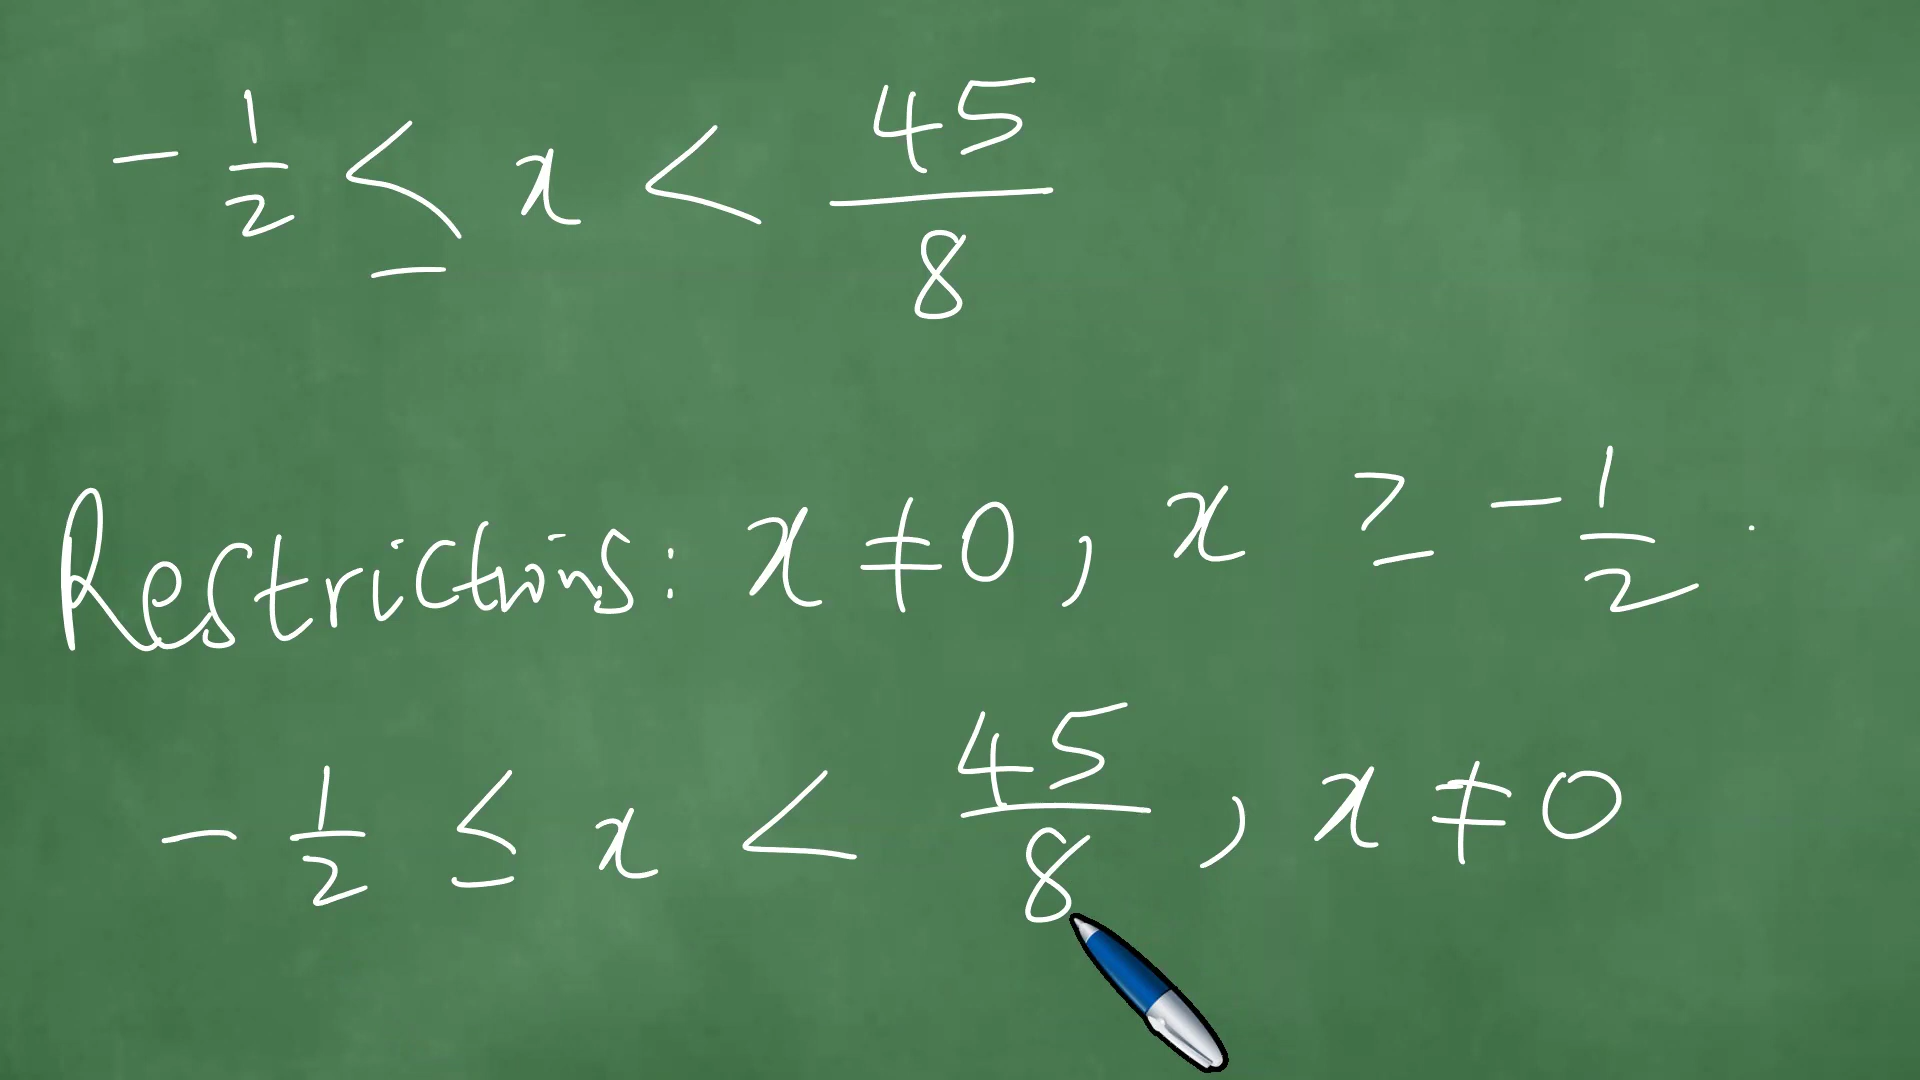 -1/2 ≤ x < 45/8
Restrictions: x ≠ 0, x ≥ -1/2.
-1/2 ≤ x < 45/8, x ≠ 0